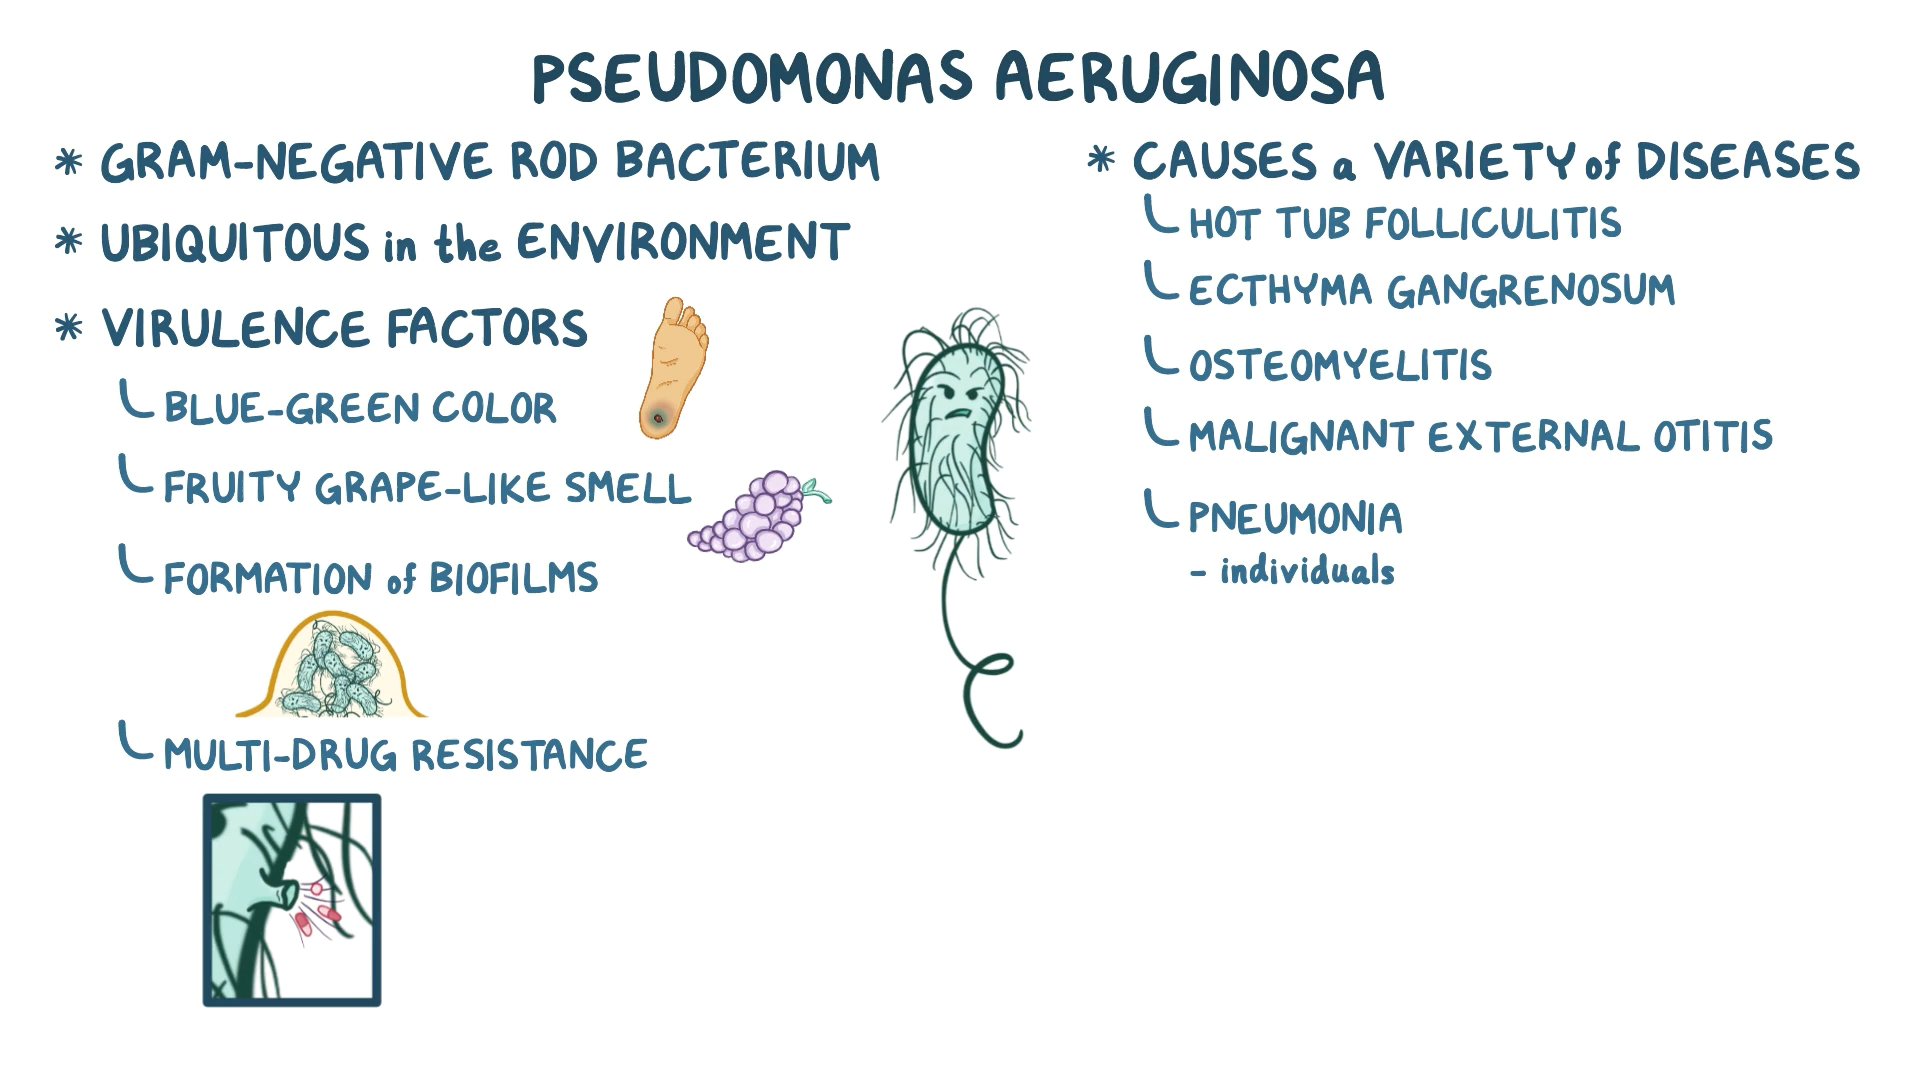 PSEUDOMONAS AERUGINOSA
* GRAM-NEGATIVE ROD BACTERIUM
* UBIQUITOUS in the ENVIRONMENT
* VIRULENCE FACTORS
BLUE-GREEN COLOR
FRUITY GRAPE-LIKE SMELL
FORMATION of BIOFILMS
MULTI-DRUG RESISTANCE
* CAUSES a VARIETY of DISEASES
HOT TUB FOLLICULITIS
ECTHYMA GANGRENOSUM
OSTEOMYELITIS
MALIGNANT EXTERNAL OTITIS
PNEUMONIA
- individuals